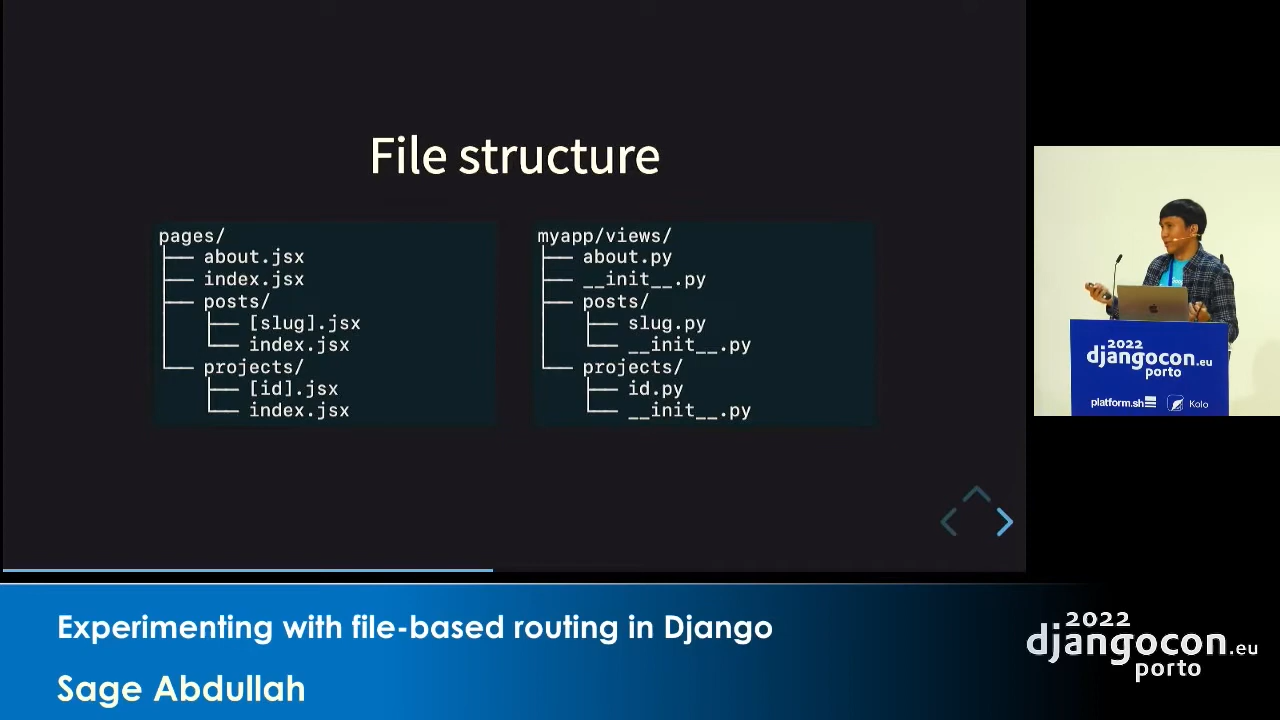 File structure
pages/
├── about.jsx
├── index.jsx
├── posts/
│   ├── [slug].jsx
│   └── index.jsx
└── projects/
    ├── [id].jsx
    └── index.jsx
myapp/views/
├── about.py
├── __init__.py
├── posts/
│   ├── slug.py
│   └── __init__.py
└── projects/
    ├── id.py
    └── __init__.py
2022
djangocon.eu
porto
platform.sh Kolo
Experimenting with file-based routing in Django
Sage Abdullah
2022
djangocon.eu
porto